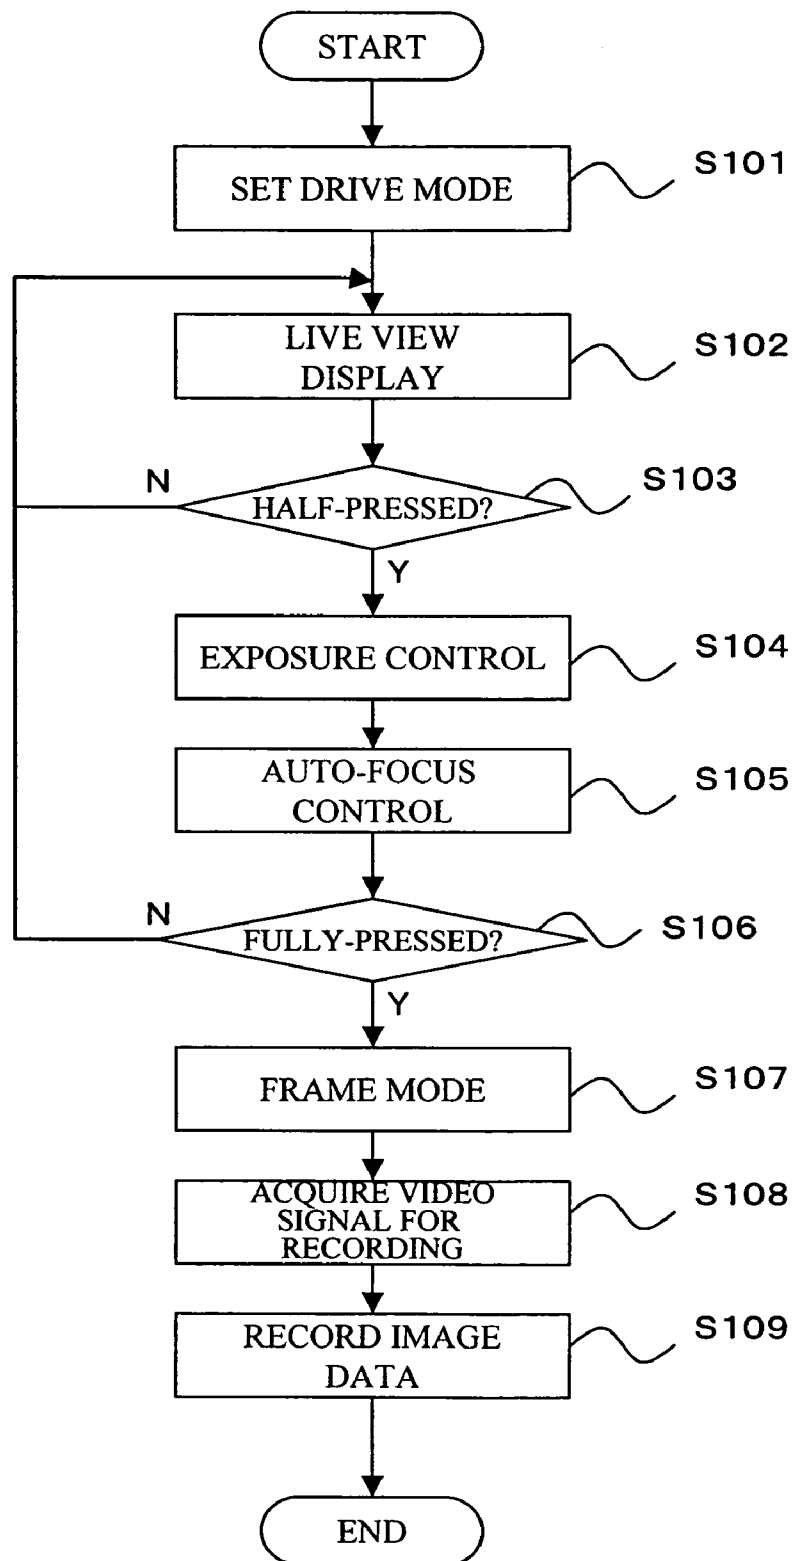 START
SET DRIVE MODE
S101
LIVE VIEW
DISPLAY
S102
N
HALF-PRESSED?
S103
Y
EXPOSURE CONTROL
S104
AUTO-FOCUS
CONTROL
S105
N
FULLY-PRESSED?
S106
Y
FRAME MODE
S107
ACQUIRE VIDEO
SIGNAL FOR
RECORDING
S108
RECORD IMAGE
DATA
S109
END